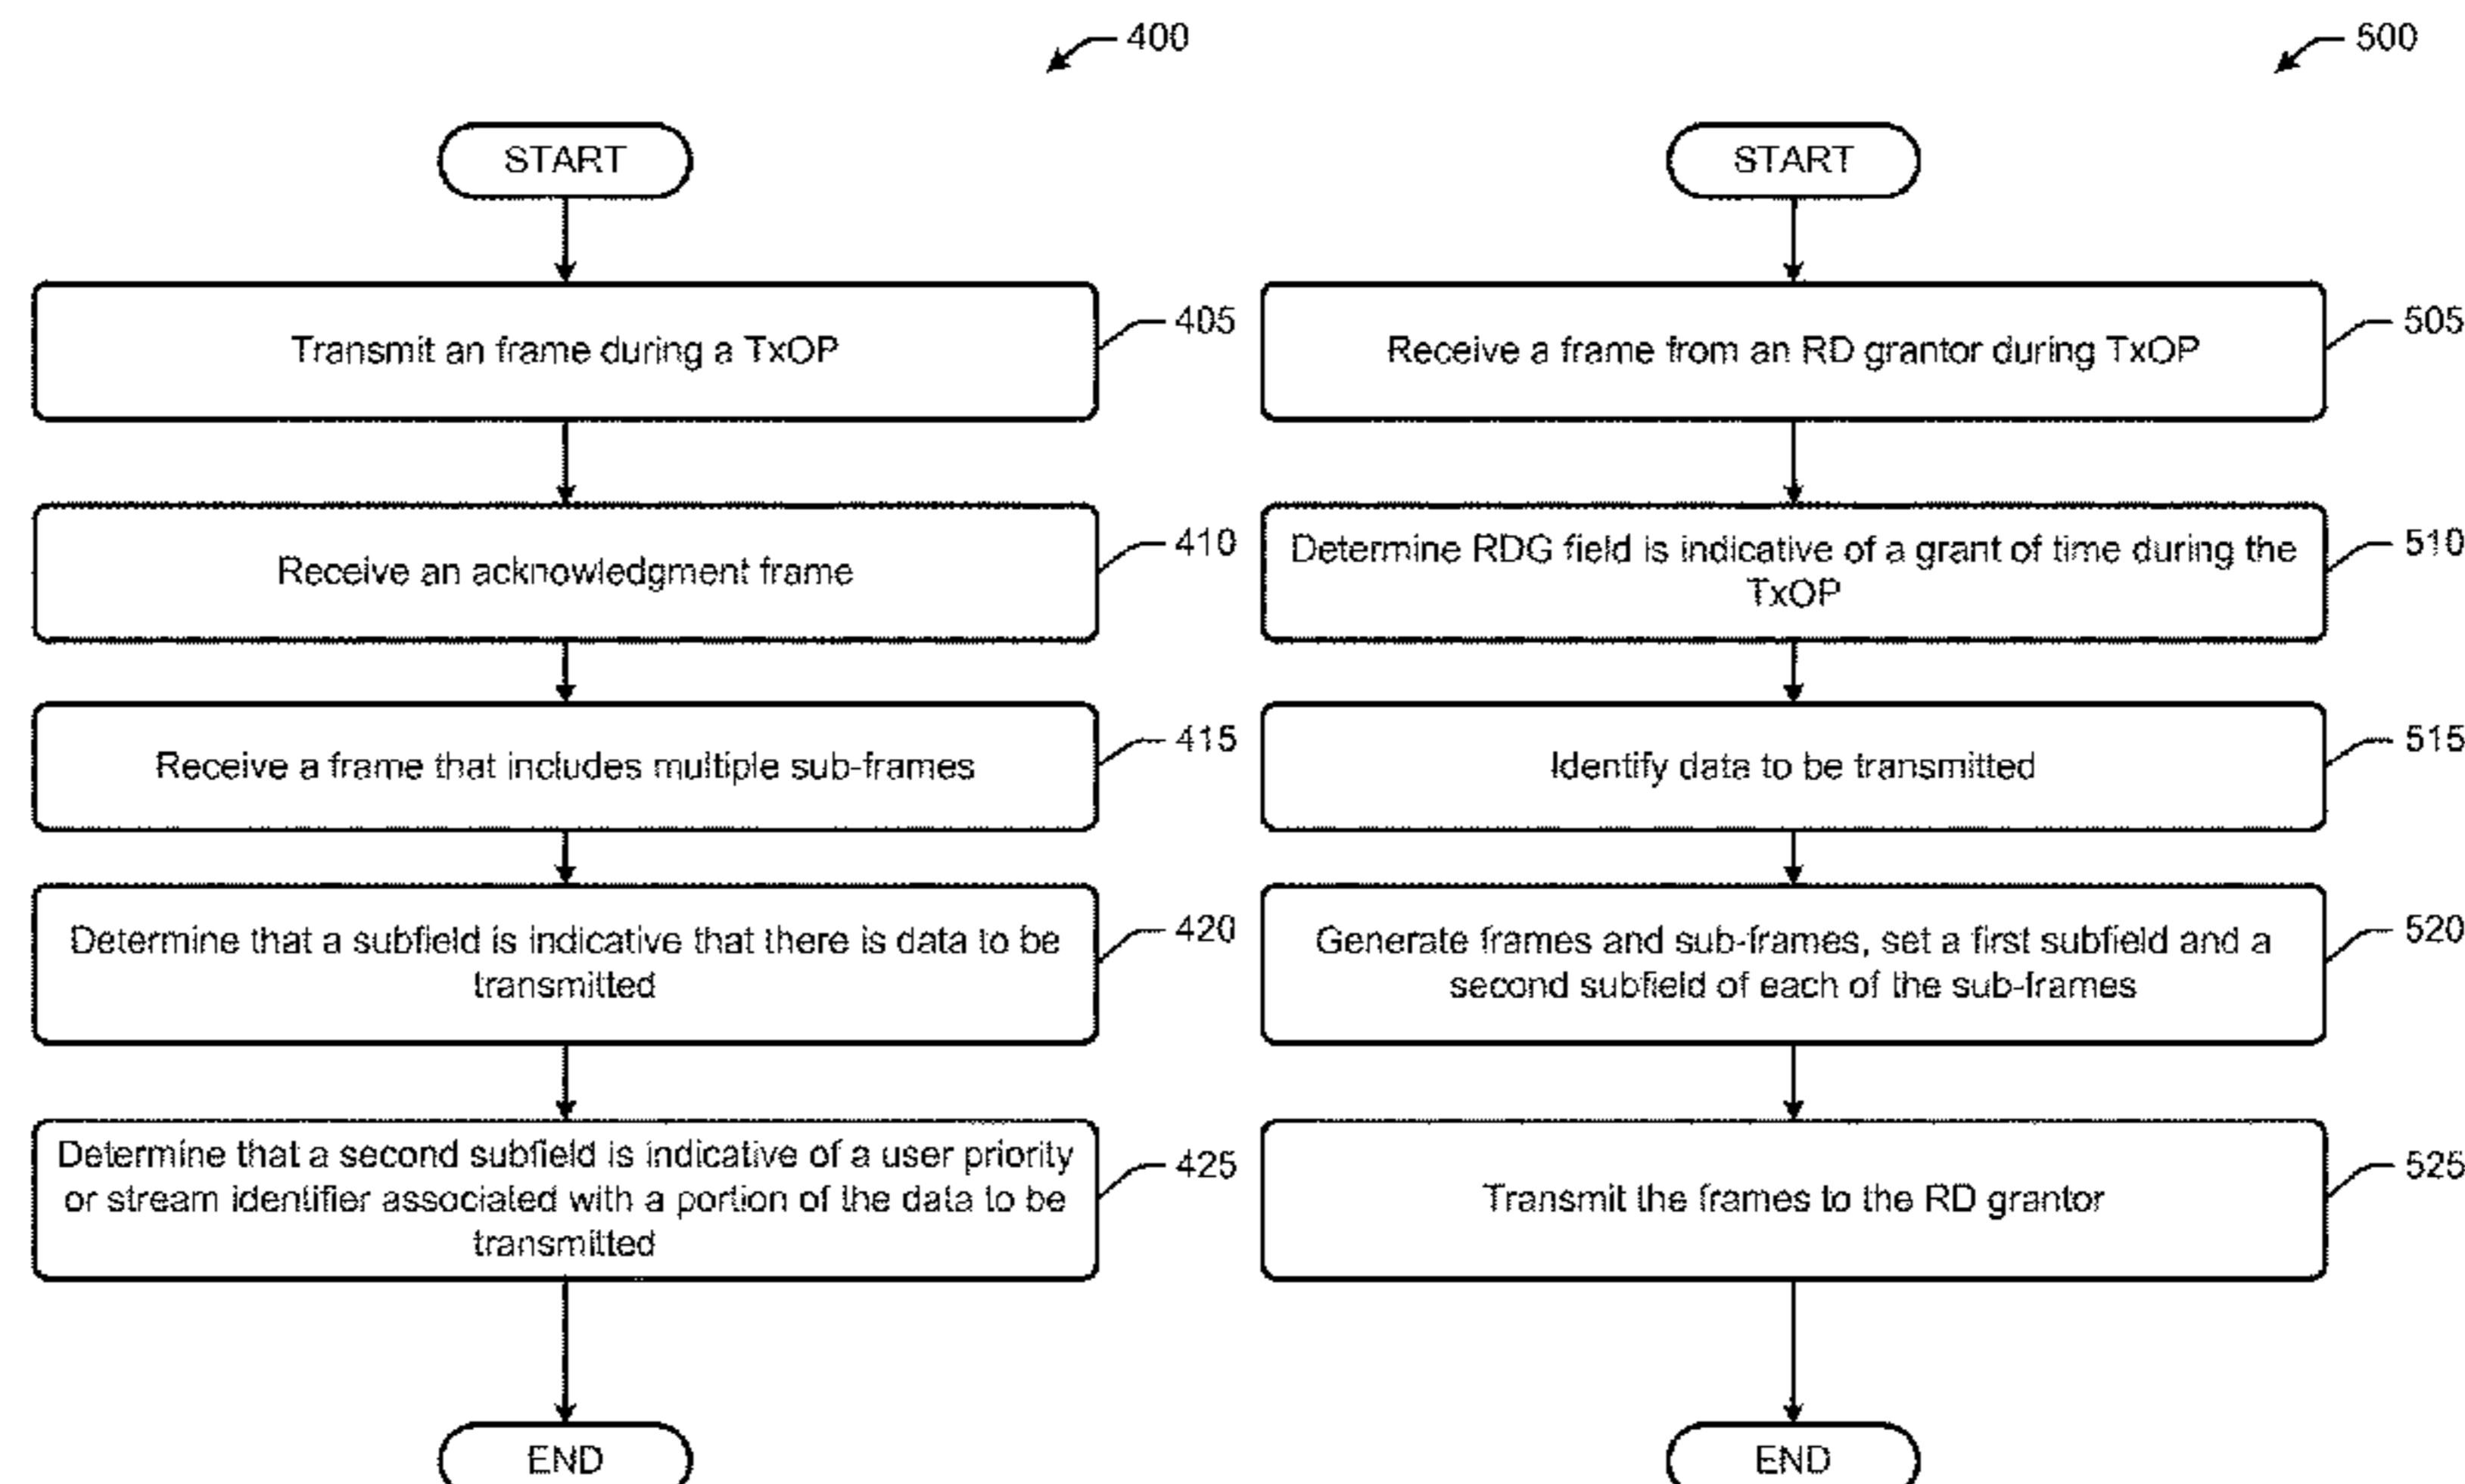 400
START
Transmit an frame during a TxOP
405
Receive an acknowledgment frame
410
Receive a frame that includes multiple sub-frames
415
Determine that a subfield is indicative that there is data to be
transmitted
420
Determine that a second subfield is indicative of a user priority
or stream identifier associated with a portion of the data to be
transmitted
425
END
500
START
Receive a frame from an RD grantor during TxOP
505
Determine RDG field is indicative of a grant of time during the
TxOP
510
Identify data to be transmitted
515
Generate frames and sub-frames, set a first subfield and a
second subfield of each of the sub-frames
520
Transmit the frames to the RD grantor
525
END